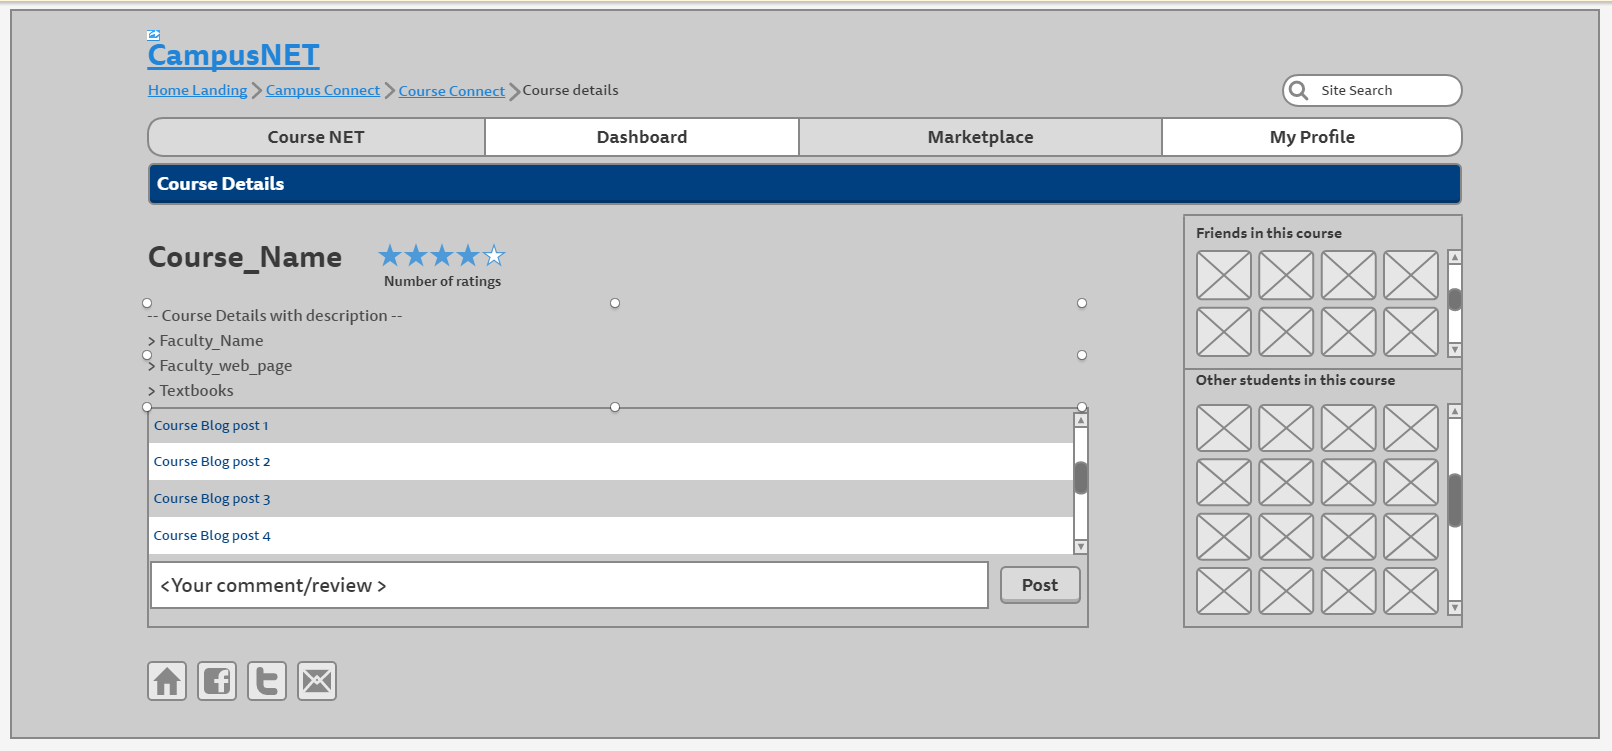 CampusNET
Home Landing Campus Connect Course Connect Course details
Site Search
Course NET Dashboard Marketplace My Profile
Course Details
Course_Name
Number of ratings
-- Course Details with description --
> Faculty_Name
> Faculty_web_page
> Textbooks
Course Blog post 1
Course Blog post 2
Course Blog post 3
Course Blog post 4
<Your comment/review >
Post
Friends in this course
Other students in this course